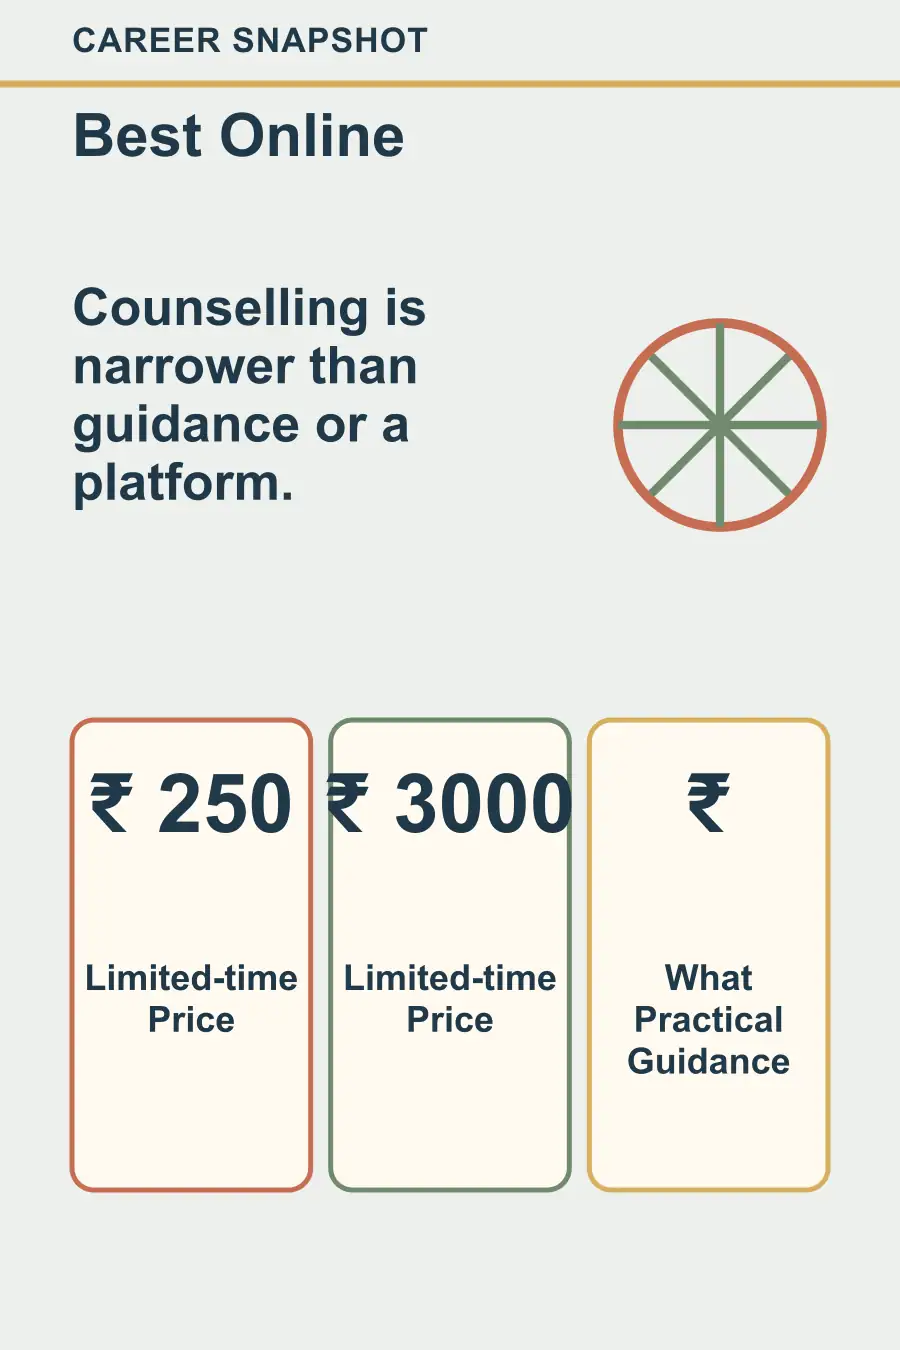 CAREER SNAPSHOT
Best Online
Counselling is
narrower than
guidance or a
platform.
₹ 250
Limited-time
Price
₹ 3000
Limited-time
Price
₹
What
Practical
Guidance